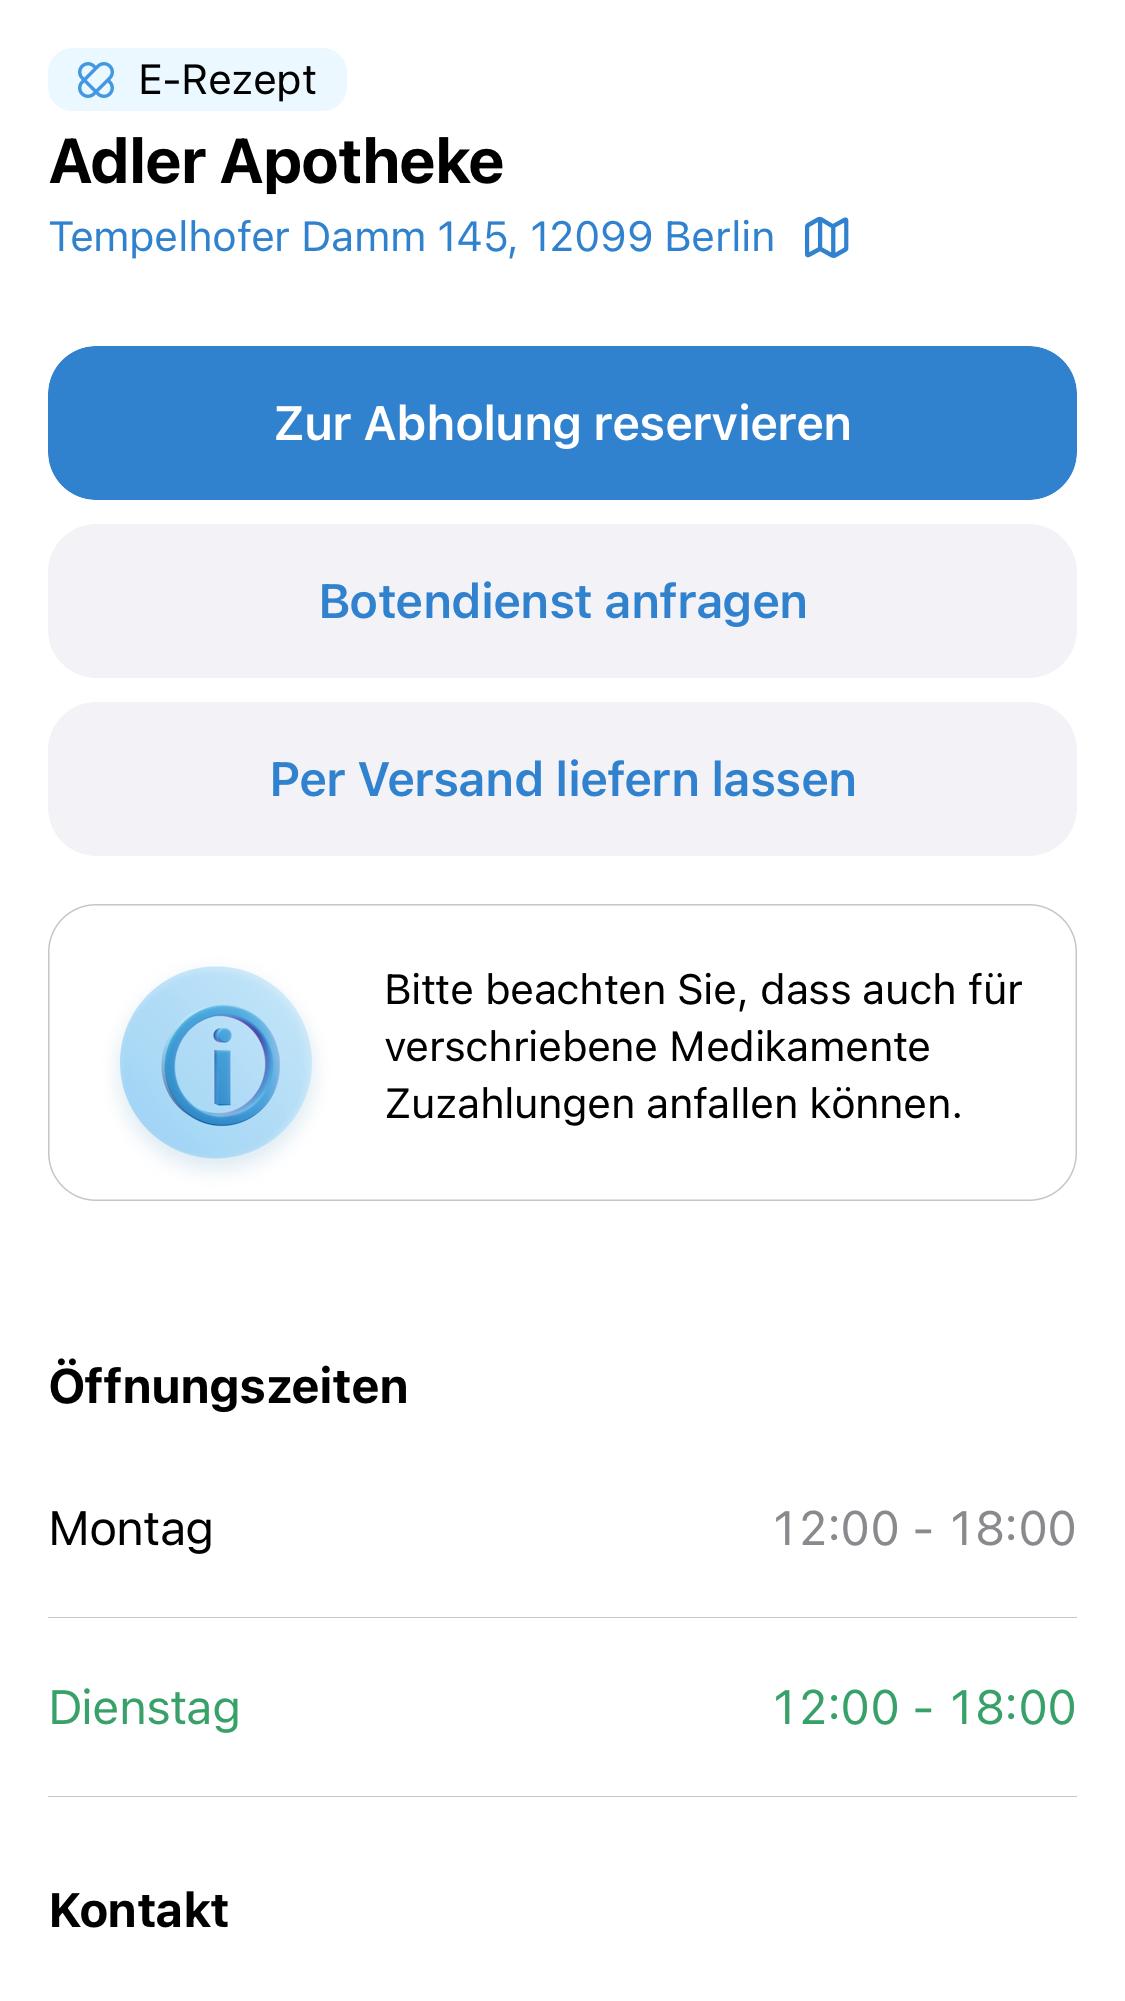 E-Rezept
Adler Apotheke
Tempelhofer Damm 145, 12099 Berlin
Zur Abholung reservieren
Botendienst anfragen
Per Versand liefern lassen
Bitte beachten Sie, dass auch für
verschriebene Medikamente
Zuzahlungen anfallen können.
Öffnungszeiten
Montag 12:00 - 18:00
Dienstag 12:00 - 18:00
Kontakt